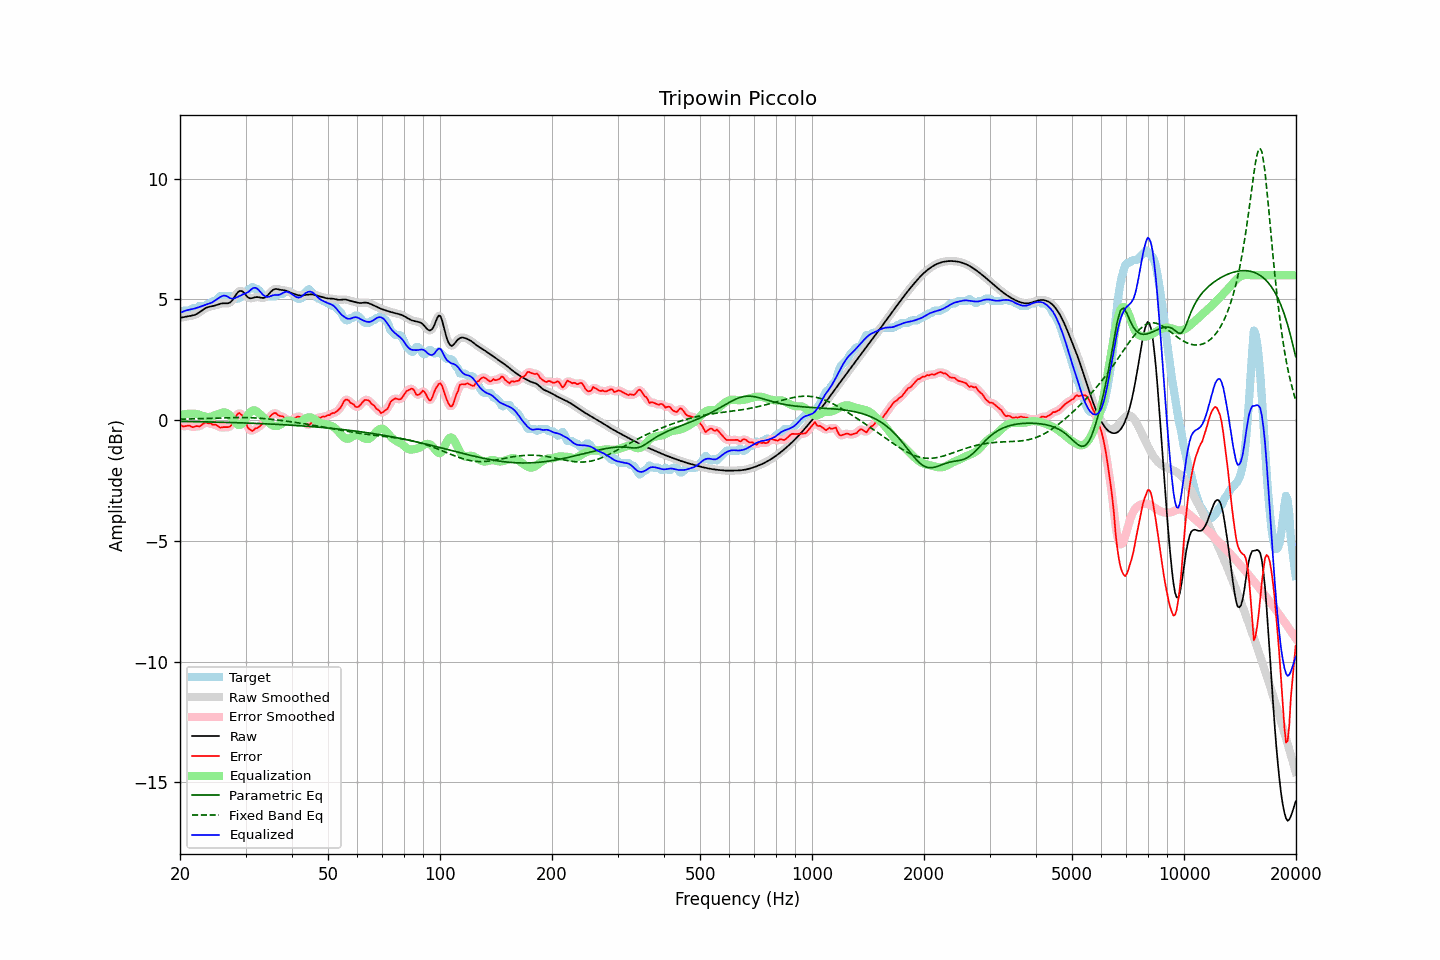 Tripowin Piccolo
Amplitude (dBr)
10
5
0
−5
−10
−15
Target
Raw Smoothed
Error Smoothed
Raw
Error
Equalization
Parametric Eq
Fixed Band Eq
Equalized
20 50 100 200 500 1000 2000 5000 10000 20000
Frequency (Hz)